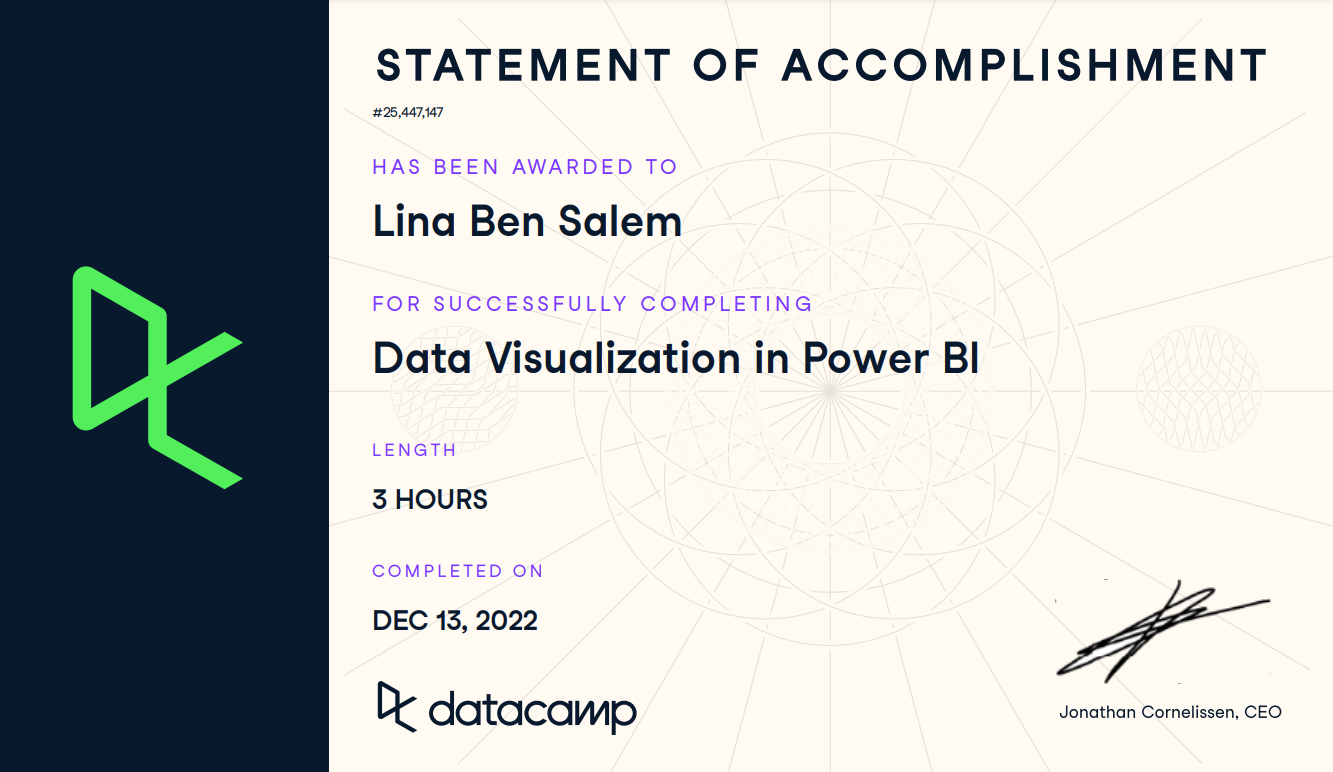 STATEMENT OF ACCOMPLISHMENT
#25,447,147
HAS BEEN AWARDED TO
Lina Ben Salem
FOR SUCCESSFULLY COMPLETING
Data Visualization in Power BI
LENGTH
3 HOURS
COMPLETED ON
DEC 13, 2022
datacamp
Jonathan Cornelissen, CEO